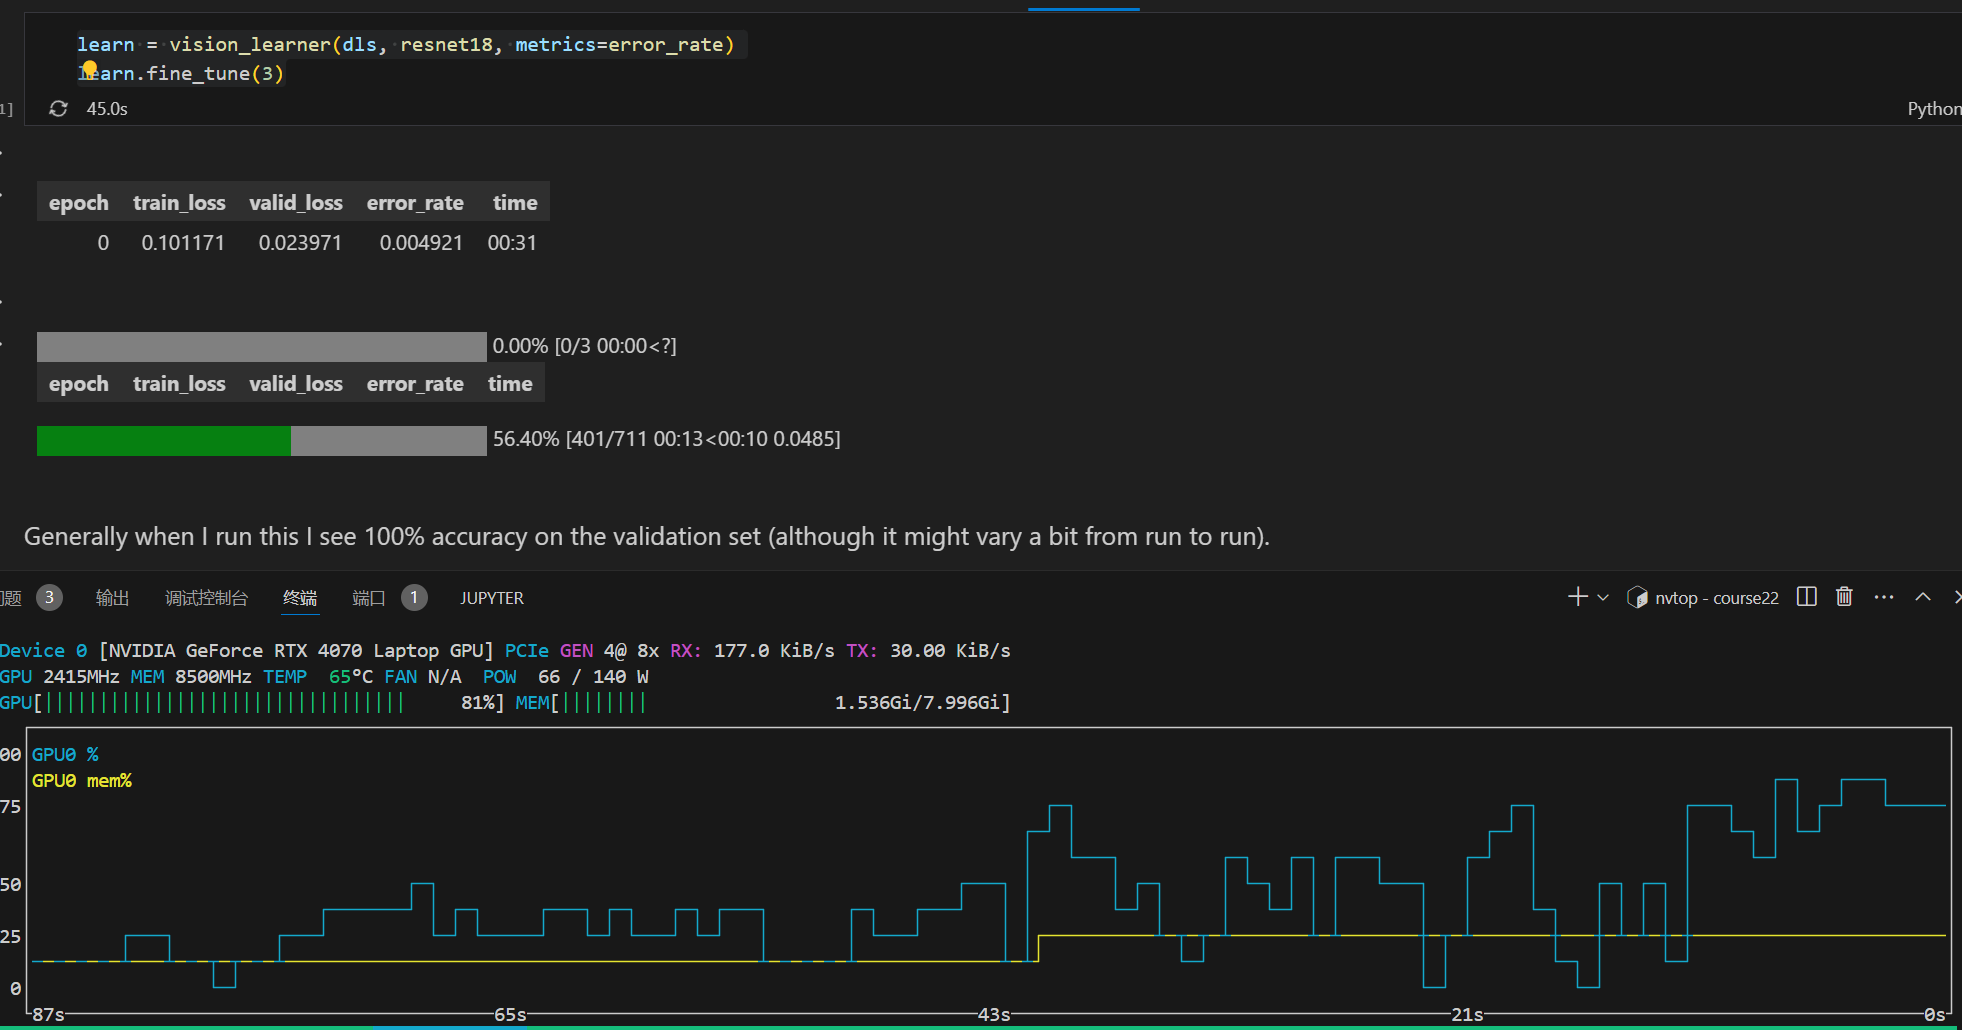 learn = vision_learner(dls, resnet18, metrics=error_rate)
learn.fine_tune(3)
1]
45.0s
Python
epoch train_loss valid_loss error_rate time
0 0.101171 0.023971 0.004921 00:31
0.00% [0/3 00:00<?]
epoch train_loss valid_loss error_rate time
56.40% [401/711 00:13<00:10 0.0485]
Generally when I run this I see 100% accuracy on the validation set (although it might vary a bit from run to run).
题 3 输出 调试控制台 终端 端口 1 JUPYTER nvtop - course22
Device 0 [NVIDIA GeForce RTX 4070 Laptop GPU] PCIe GEN 4@ 8x RX: 177.0 KiB/s TX: 30.00 KiB/s
GPU 2415MHz MEM 8500MHz TEMP 65°C FAN N/A POW 66 / 140 W
GPU[||||||||||||||||||||||||||||||||| 81%] MEM[|||||||| 1.536Gi/7.996Gi]
00 GPU0 %
GPU0 mem%
75
50
25
0
87s 65s 43s 21s 0s